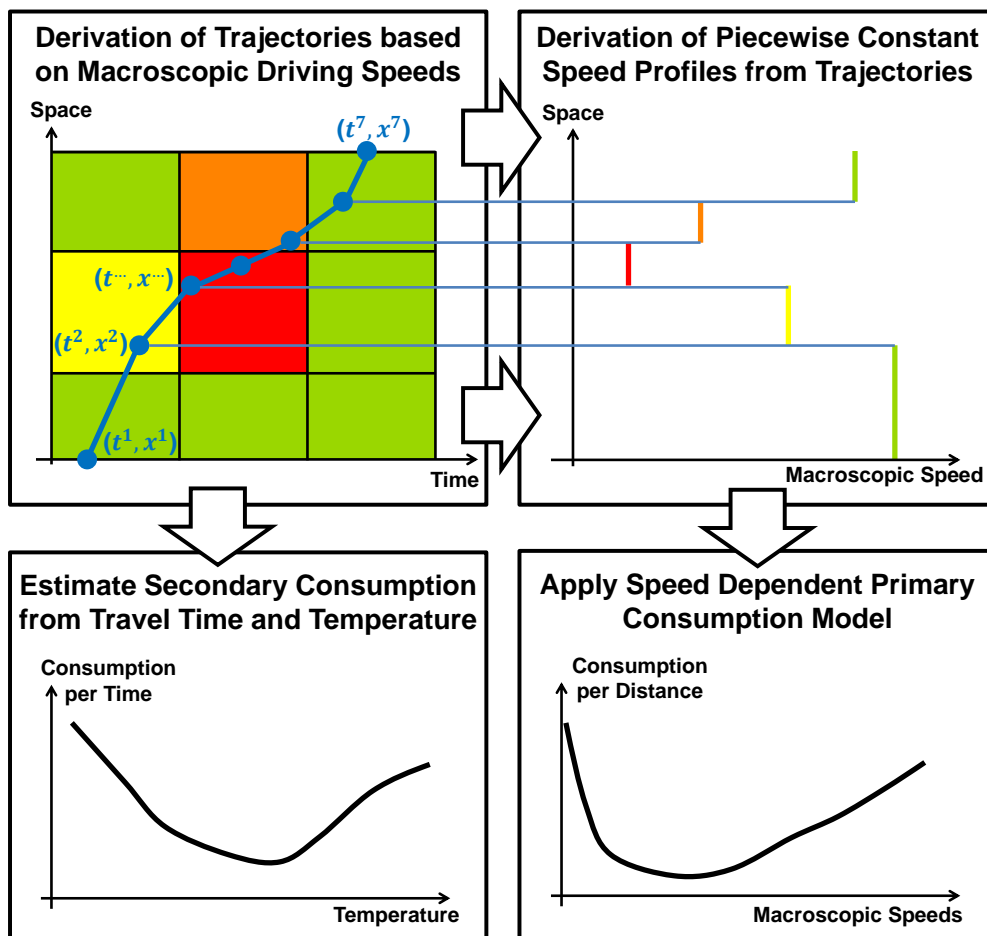 Derivation of Trajectories based
on Macroscopic Driving Speeds
Space
(t⁷, x⁷)
(t^…, x^…)
(t², x²)
(t¹, x¹)
Time
Derivation of Piecewise Constant
Speed Profiles from Trajectories
Space
Macroscopic Speed
Estimate Secondary Consumption
from Travel Time and Temperature
Consumption
per Time
Temperature
Apply Speed Dependent Primary
Consumption Model
Consumption
per Distance
Macroscopic Speeds